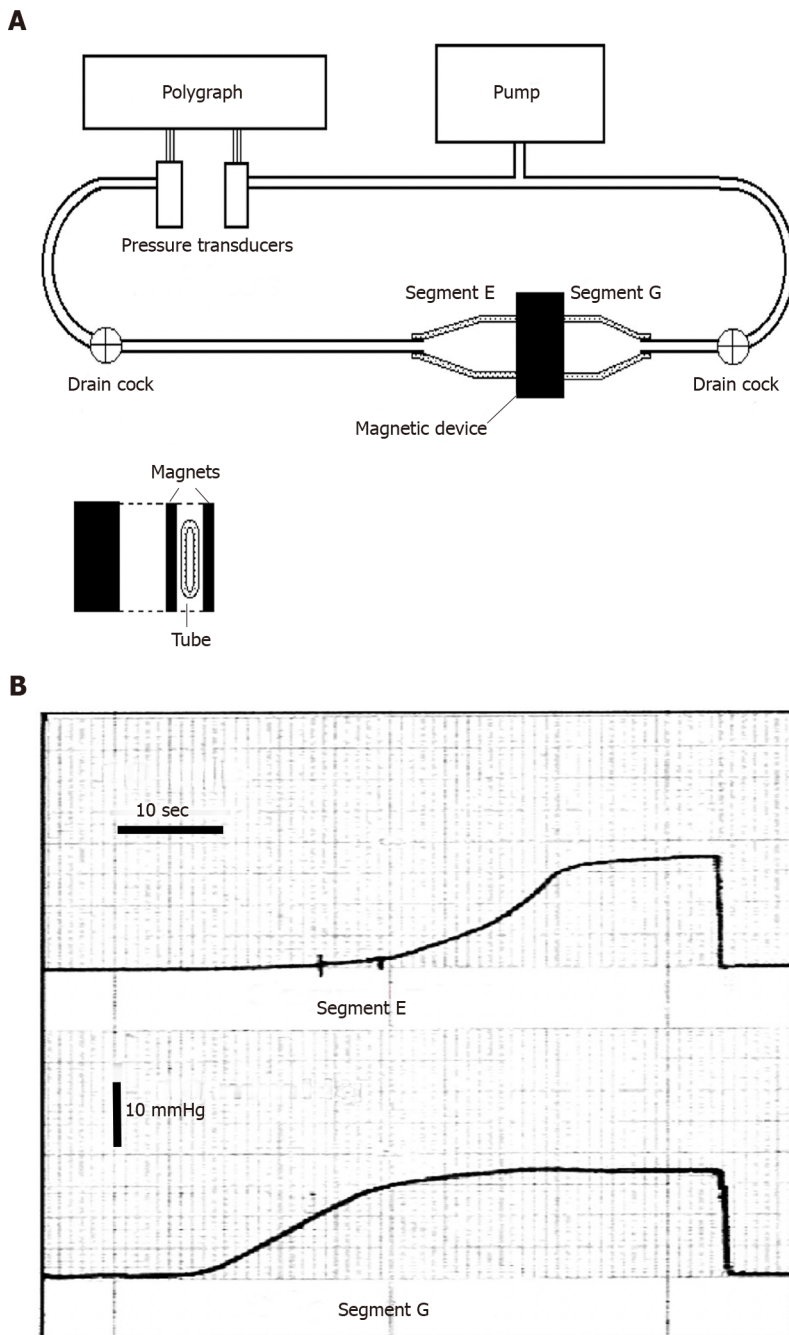 A
Polygraph
Pump
Pressure transducers
Segment E
Segment G
Drain cock
Drain cock
Magnetic device
Magnets
Tube
B
10 sec
Segment E
10 mmHg
Segment G